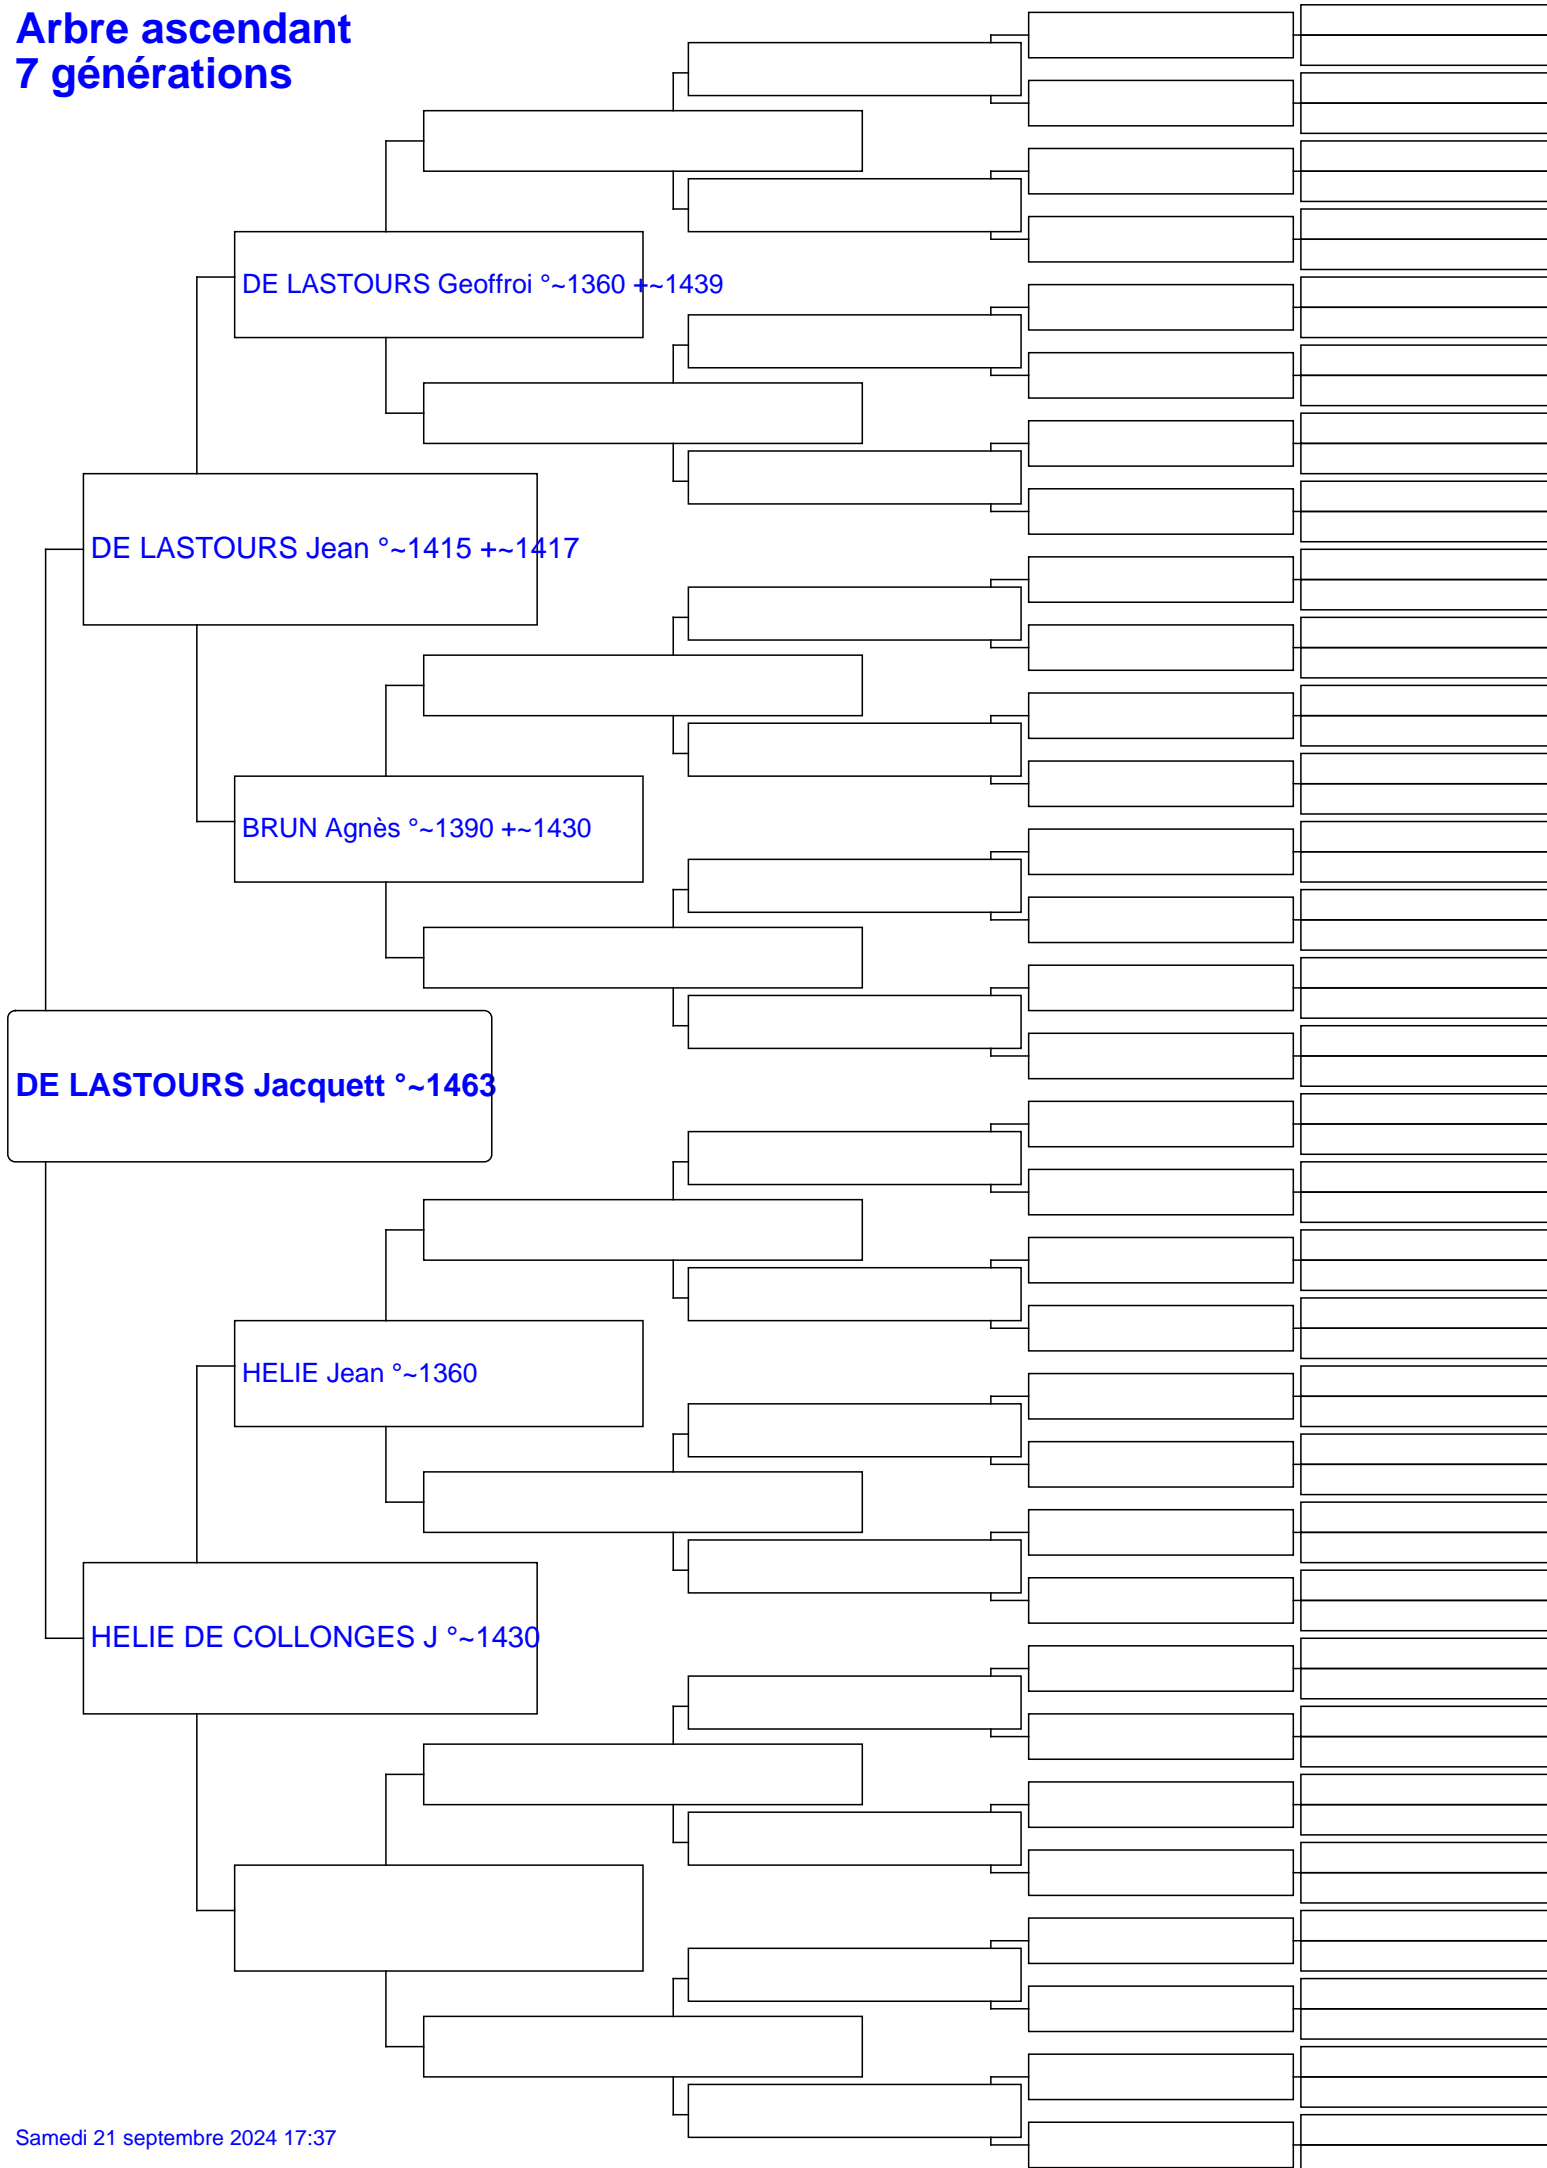 Arbre ascendant
7 générations
DE LASTOURS Geoffroi °~1360 +~1439
DE LASTOURS Jean °~1415 +~1417
BRUN Agnès °~1390 +~1430
DE LASTOURS Jacquett °~1463
HELIE Jean °~1360
HELIE DE COLLONGES J °~1430
Samedi 21 septembre 2024 17:37